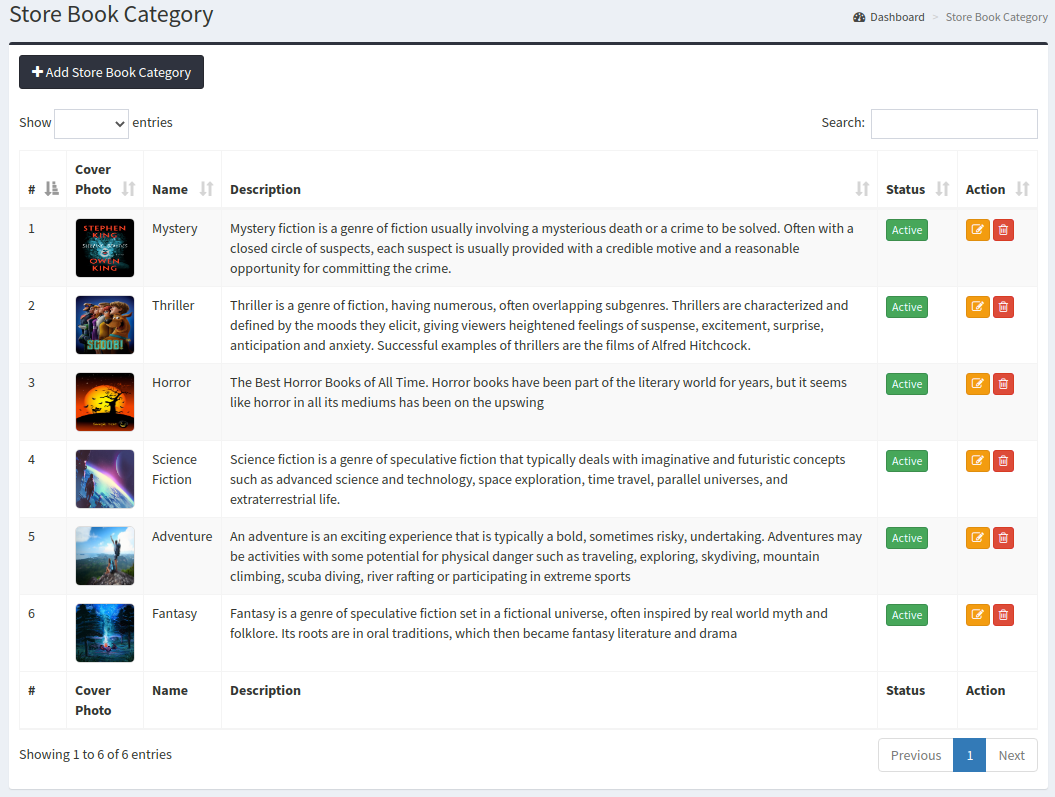 Store Book Category
Dashboard > Store Book Category
Add Store Book Category
Show entries
Search:
# Cover Photo Name Description Status Action
1 STEPHEN KING SLEEPING BEAUTIES OWEN KING Mystery Mystery fiction is a genre of fiction usually involving a mysterious death or a crime to be solved. Often with a Active
closed circle of suspects, each suspect is usually provided with a credible motive and a reasonable
opportunity for committing the crime.
2 SCOOB! Thriller Thriller is a genre of fiction, having numerous, often overlapping subgenres. Thrillers are characterized and Active
defined by the moods they elicit, giving viewers heightened feelings of suspense, excitement, surprise,
anticipation and anxiety. Successful examples of thrillers are the films of Alfred Hitchcock.
3 Horror The Best Horror Books of All Time. Horror books have been part of the literary world for years, but it seems Active
like horror in all its mediums has been on the upswing
4 Science Fiction Science fiction is a genre of speculative fiction that typically deals with imaginative and futuristic concepts Active
such as advanced science and technology, space exploration, time travel, parallel universes, and
extraterrestrial life.
5 Adventure An adventure is an exciting experience that is typically a bold, sometimes risky, undertaking. Adventures may Active
be activities with some potential for physical danger such as traveling, exploring, skydiving, mountain
climbing, scuba diving, river rafting or participating in extreme sports
6 Fantasy Fantasy is a genre of speculative fiction set in a fictional universe, often inspired by real world myth and Active
folklore. Its roots are in oral traditions, which then became fantasy literature and drama
# Cover Photo Name Description Status Action
Showing 1 to 6 of 6 entries
Previous 1 Next